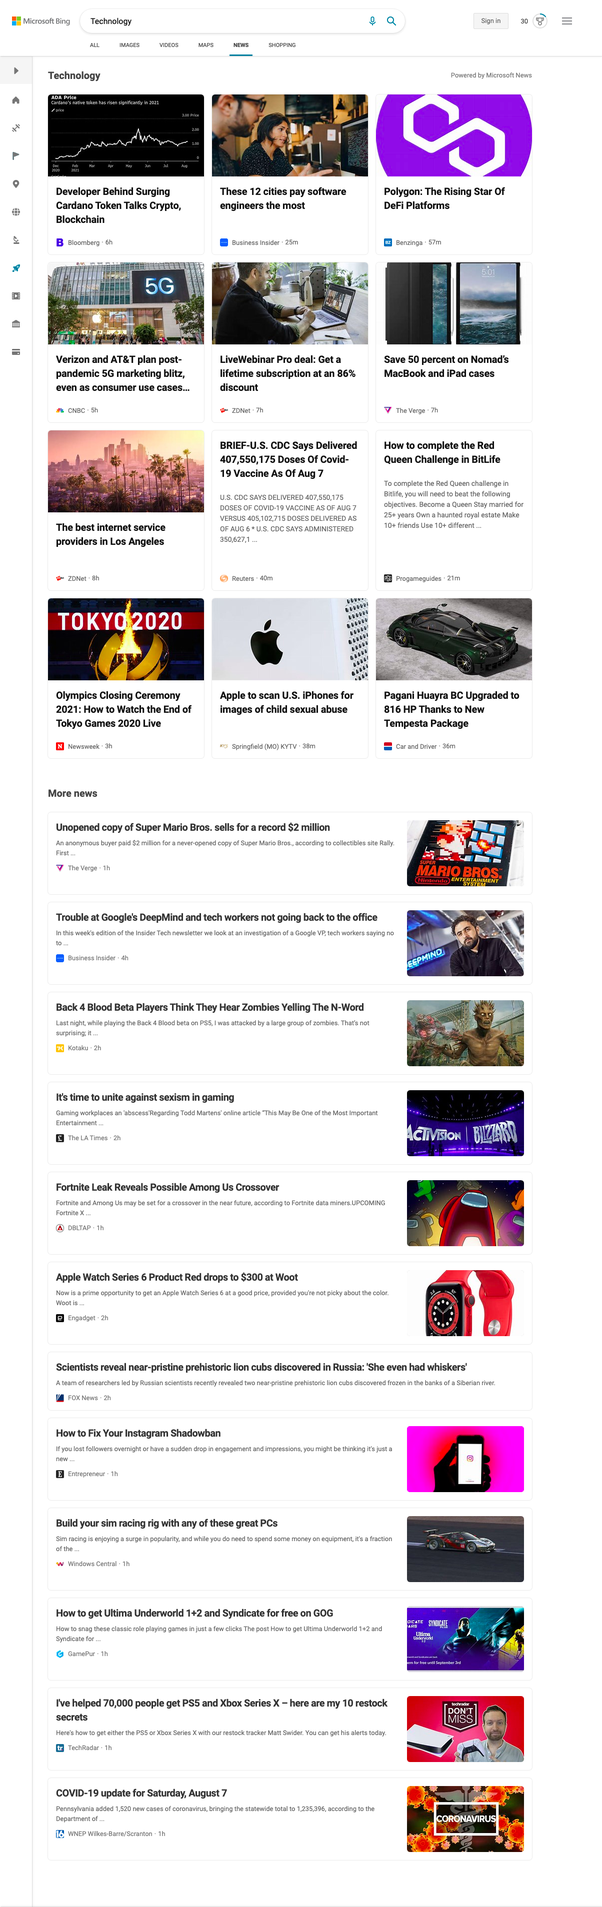 Microsoft Bing
Technology
Sign in
30
ALL
IMAGES
VIDEOS
MAPS
NEWS
SHOPPING
Technology
Powered by Microsoft News
ADA Price
Cardano's native token has risen significantly in 2021
Developer Behind Surging
Cardano Token Talks Crypto,
Blockchain
Bloomberg · 6h
These 12 cities pay software
engineers the most
Business Insider · 25m
Polygon: The Rising Star Of
DeFi Platforms
Benzinga · 57m
5G
Verizon and AT&T plan post-
pandemic 5G marketing blitz,
even as consumer use cases...
CNBC · 5h
LiveWebinar Pro deal: Get a
lifetime subscription at an 86%
discount
ZDNet · 7h
Save 50 percent on Nomad's
MacBook and iPad cases
The Verge · 7h
The best internet service
providers in Los Angeles
ZDNet · 8h
BRIEF-U.S. CDC Says Delivered
407,550,175 Doses Of Covid-
19 Vaccine As Of Aug 7
U.S. CDC SAYS DELIVERED 407,550,175
DOSES OF COVID-19 VACCINE AS OF AUG 7
VERSUS 405,102,715 DOSES DELIVERED AS
OF AUG 6 * U.S. CDC SAYS ADMINISTERED
350,627,1 ...
Reuters · 40m
How to complete the Red
Queen Challenge in BitLife
To complete the Red Queen challenge in
Bitlife, you will need to beat the following
objectives. Become a Queen Stay married for
25+ years Own a haunted royal estate Make
10+ friends Use 10+ different ...
Progameguides · 21m
TOKYO 2020
Olympics Closing Ceremony
2021: How to Watch the End of
Tokyo Games 2020 Live
Newsweek · 3h
Apple to scan U.S. iPhones for
images of child sexual abuse
Springfield (MO) KYTV · 38m
Pagani Huayra BC Upgraded to
816 HP Thanks to New
Tempesta Package
Car and Driver · 36m
More news
Unopened copy of Super Mario Bros. sells for a record $2 million
An anonymous buyer paid $2 million for a never-opened copy of Super Mario Bros., according to collectibles site Rally.
First ...
The Verge · 1h
SUPER
MARIO BROS.
Nintendo
ENTERTAINMENT
SYSTEM
Trouble at Google's DeepMind and tech workers not going back to the office
In this week's edition of the Insider Tech newsletter we look at an investigation of a Google VP, tech workers saying no
to ...
Business Insider · 4h
DEEPMIND
Back 4 Blood Beta Players Think They Hear Zombies Yelling The N-Word
Last night, while playing the Back 4 Blood beta on PS5, I was attacked by a large group of zombies. That's not
surprising; it ...
Kotaku · 2h
It's time to unite against sexism in gaming
Gaming workplaces an 'abscess'Regarding Todd Martens' online article "This May Be One of the Most Important
Entertainment ...
The LA Times · 2h
ACTIVISION | BLIZZARD
Fortnite Leak Reveals Possible Among Us Crossover
Fortnite and Among Us may be set for a crossover in the near future, according to Fortnite data miners.UPCOMING
Fortnite X ...
DBLTAP · 1h
Apple Watch Series 6 Product Red drops to $300 at Woot
Now is a prime opportunity to get an Apple Watch Series 6 at a good price, provided you're not picky about the color.
Woot is ...
Engadget · 2h
Scientists reveal near-pristine prehistoric lion cubs discovered in Russia: 'She even had whiskers'
A team of researchers led by Russian scientists recently revealed two near-pristine prehistoric lion cubs discovered frozen in the banks of a Siberian river.
FOX News · 2h
How to Fix Your Instagram Shadowban
If you lost followers overnight or have a sudden drop in engagement and impressions, you might be thinking it's just a
new ...
Entrepreneur · 1h
Build your sim racing rig with any of these great PCs
Sim racing is enjoying a surge in popularity, and while you do need to spend some money on equipment, it's a fraction
of the ...
Windows Central · 1h
How to get Ultima Underworld 1+2 and Syndicate for free on GOG
How to snag these classic role playing games in just a few clicks The post How to get Ultima Underworld 1+2 and
Syndicate for ...
GamePur · 1h
I've helped 70,000 people get PS5 and Xbox Series X – here are my 10 restock
secrets
Here's how to get either the PS5 or Xbox Series X with our restock tracker Matt Swider. You can get his alerts today.
TechRadar · 1h
techradar
DON'T
MISS
COVID-19 update for Saturday, August 7
Pennsylvania added 1,520 new cases of coronavirus, bringing the statewide total to 1,235,396, according to the
Department of ...
WNEP Wilkes-Barre/Scranton · 1h
CORONAVIRUS